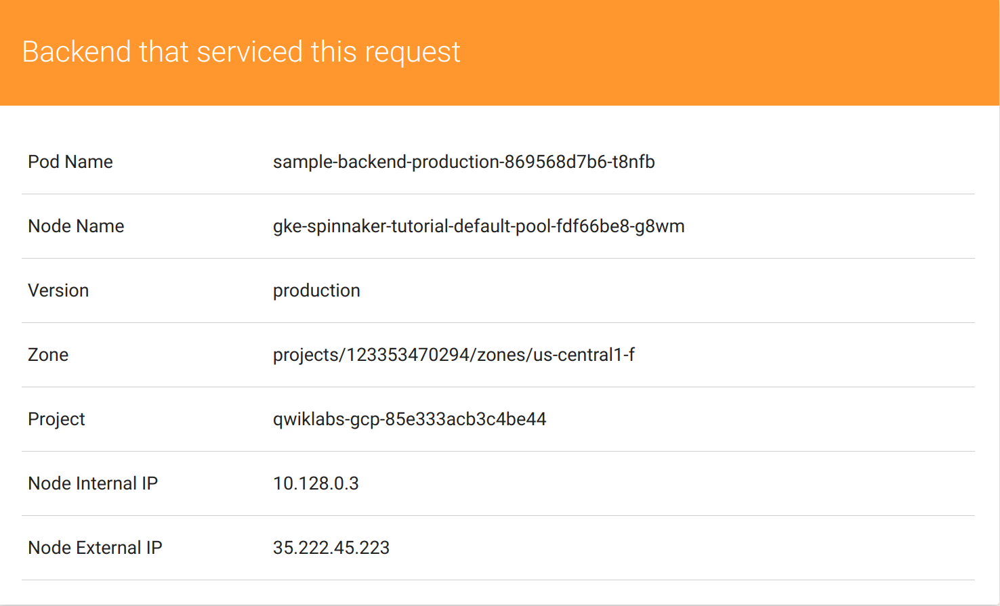 Backend that serviced this request
Pod Name sample-backend-production-869568d7b6-t8nfb
Node Name gke-spinnaker-tutorial-default-pool-fdf66be8-g8wm
Version production
Zone projects/123353470294/zones/us-central1-f
Project qwiklabs-gcp-85e333acb3c4be44
Node Internal IP 10.128.0.3
Node External IP 35.222.45.223